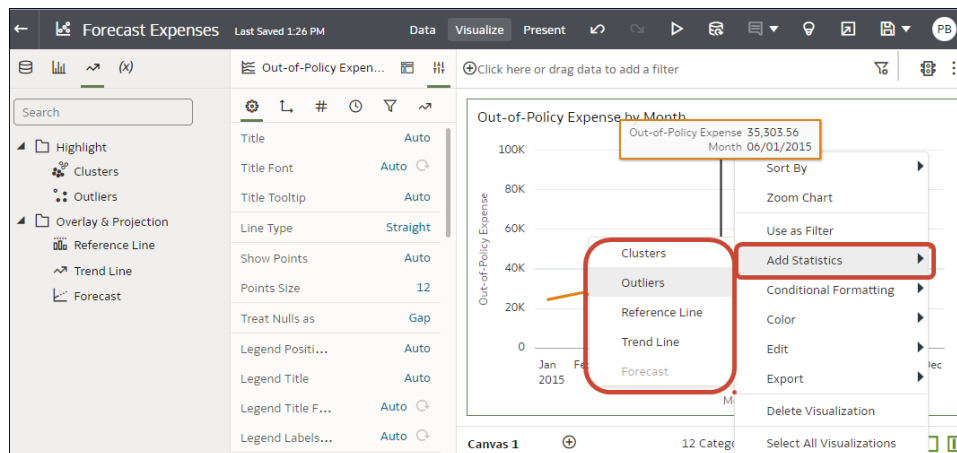 Forecast Expenses Last Saved 1:26 PM Data Visualize Present PB
(x)
Search
Highlight
Clusters
Outliers
Overlay & Projection
Reference Line
Trend Line
Forecast
Out-of-Policy Expen...
#
Title Auto
Title Font Auto
Title Tooltip Auto
Line Type Straight
Show Points Auto
Points Size 12
Treat Nulls as Gap
Legend Positi... Auto
Legend Title Auto
Legend Title F... Auto
Legend Labels... Auto
Click here or drag data to add a filter
Out-of-Policy Expense by Month
Out-of-Policy Expense 35,303.56
Month 06/01/2015
Out-of-Policy Expense
100K
80K
60K
40K
20K
0
Jan
2015
Clusters
Outliers
Reference Line
Trend Line
Forecast
Sort By
Zoom Chart
Use as Filter
Add Statistics
Conditional Formatting
Color
Edit
Export
Delete Visualization
Select All Visualizations
Canvas 1 12 Categ